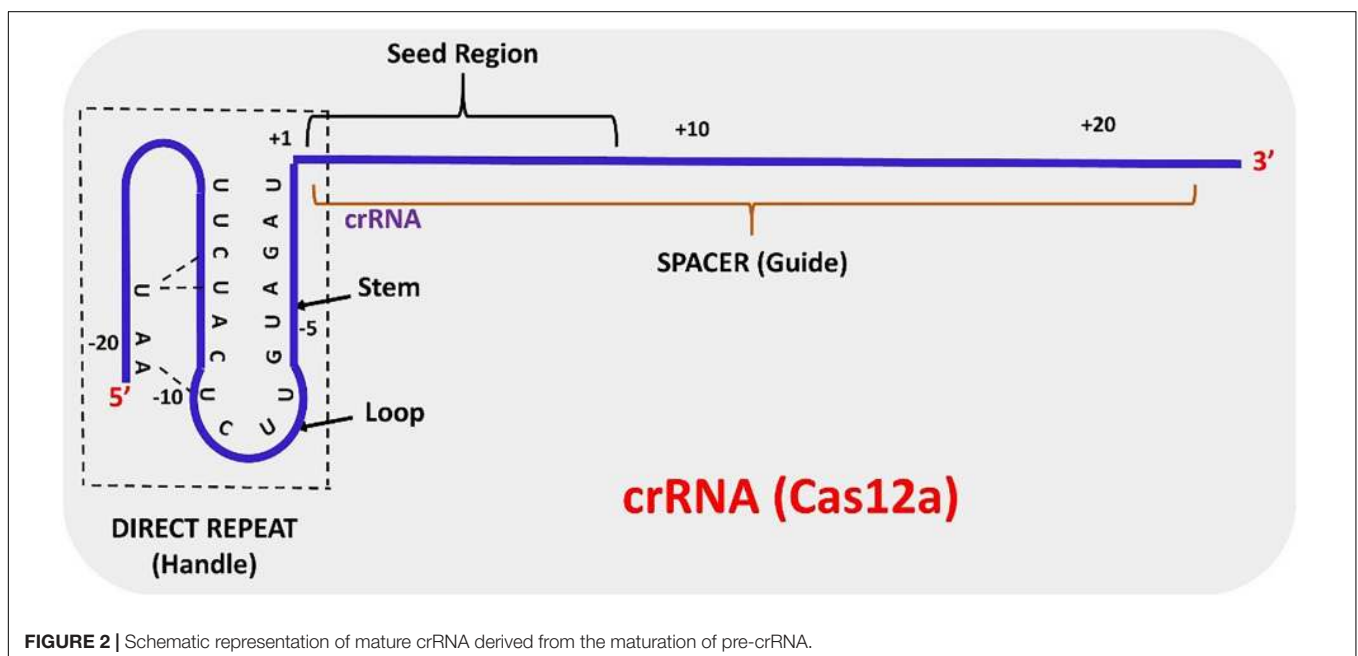 Seed Region
+1
+10
+20
3’
crRNA
SPACER (Guide)
U U
U A
C G
U
U A
Stem
A U
-5
-20
A
C G
A
5’
-10
U U
C U
Loop
crRNA (Cas12a)
DIRECT REPEAT
(Handle)
FIGURE 2 | Schematic representation of mature crRNA derived from the maturation of pre-crRNA.